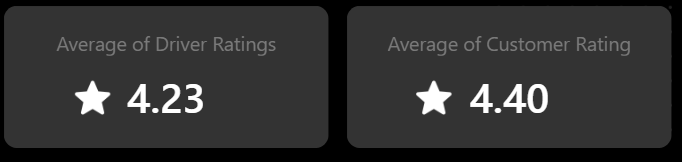 Average of Driver Ratings
4.23
Average of Customer Rating
4.40